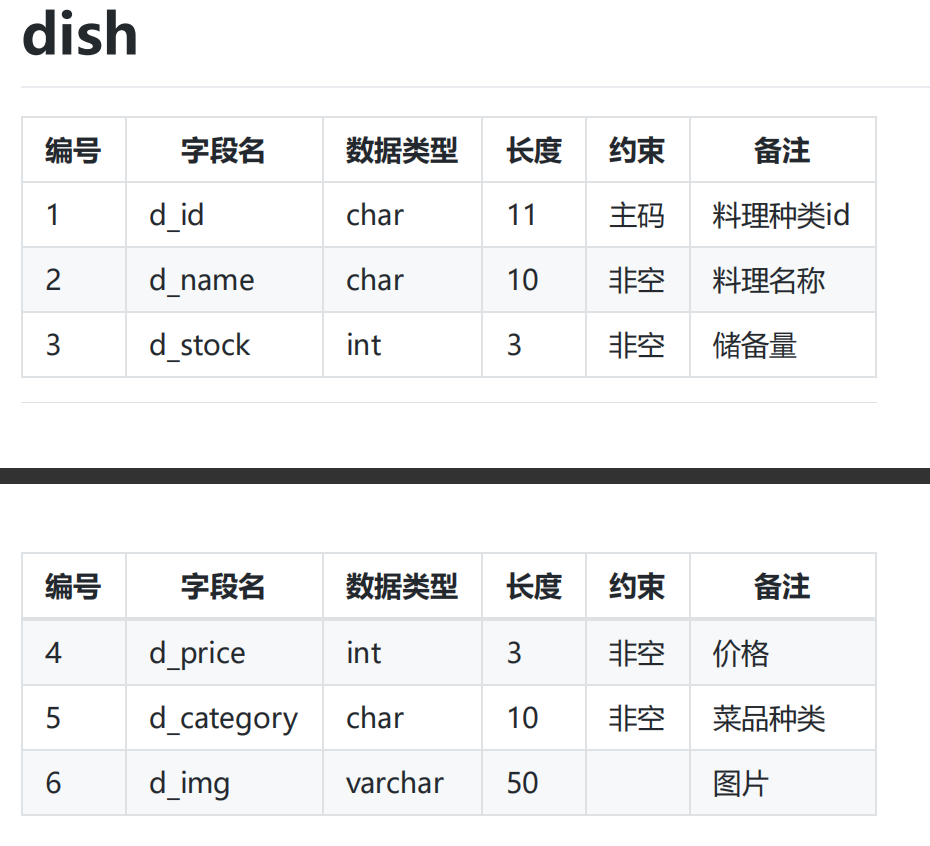 dish
编号 字段名 数据类型 长度 约束 备注
1 d_id char 11 主码 料理种类id
2 d_name char 10 非空 料理名称
3 d_stock int 3 非空 储备量
编号 字段名 数据类型 长度 约束 备注
4 d_price int 3 非空 价格
5 d_category char 10 非空 菜品种类
6 d_img varchar 50 图片